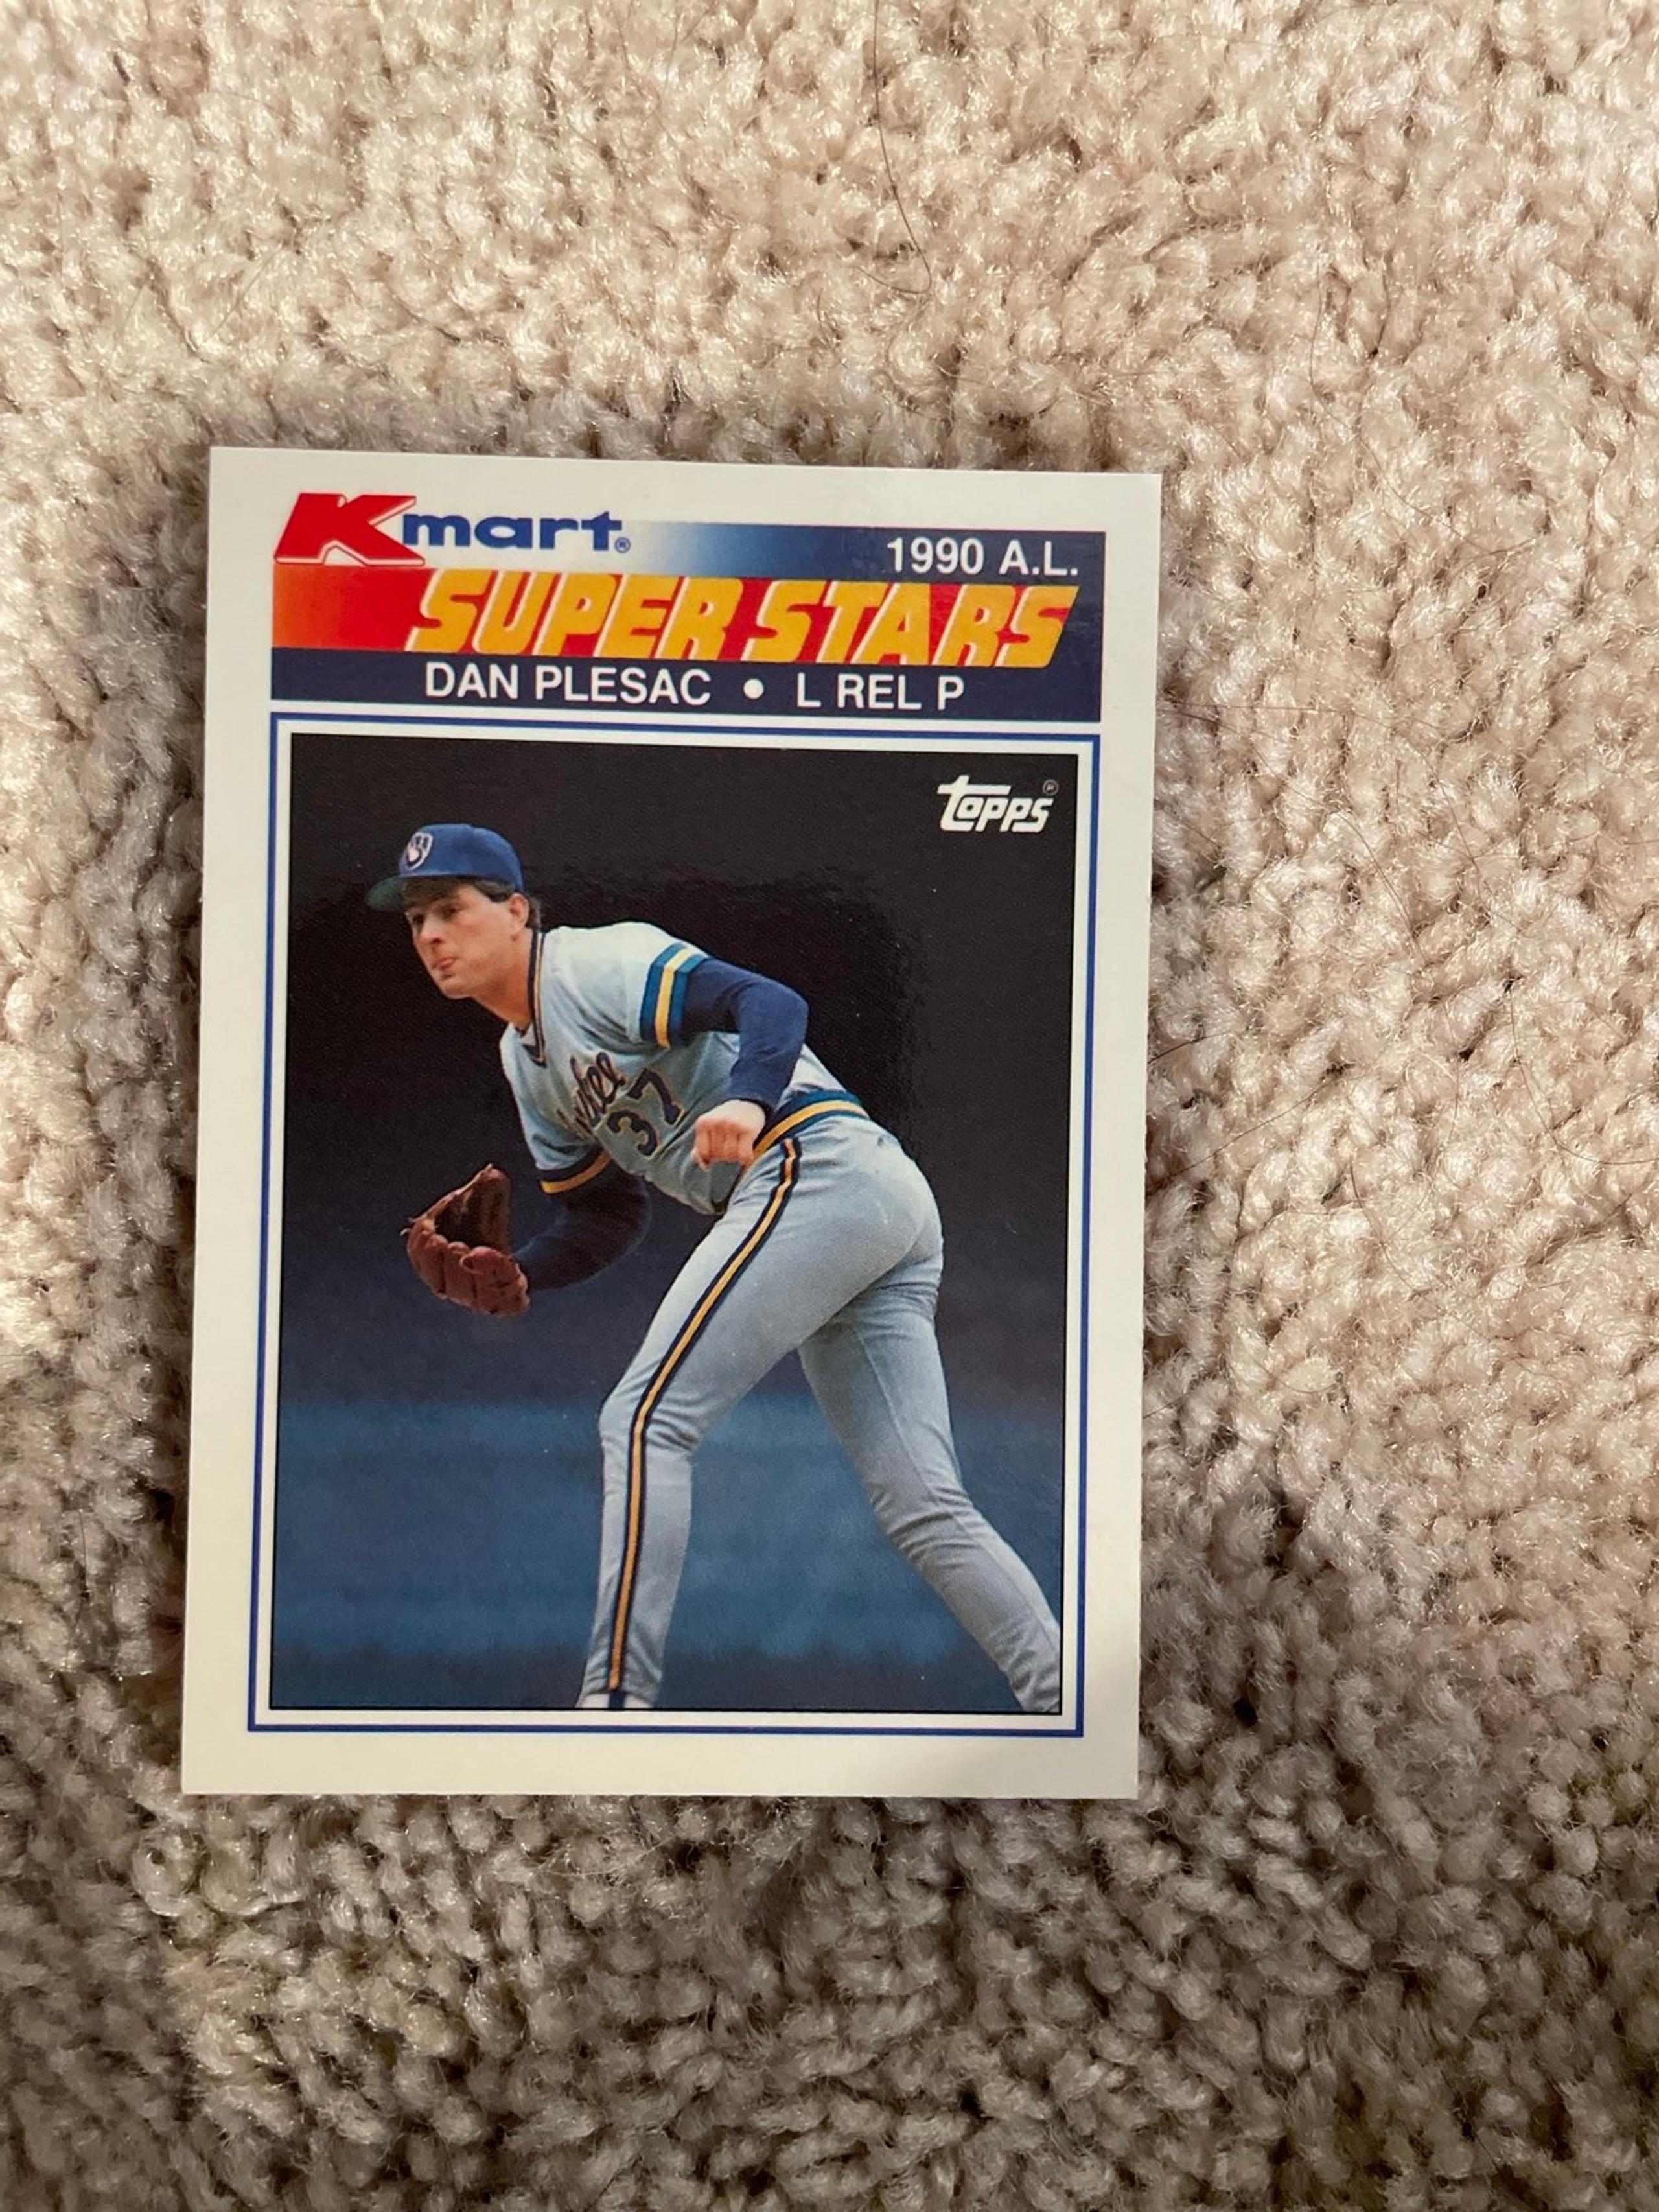 Kmart®
1990 A.L.
SUPER STARS
DAN PLESAC • L REL P
topps®
37